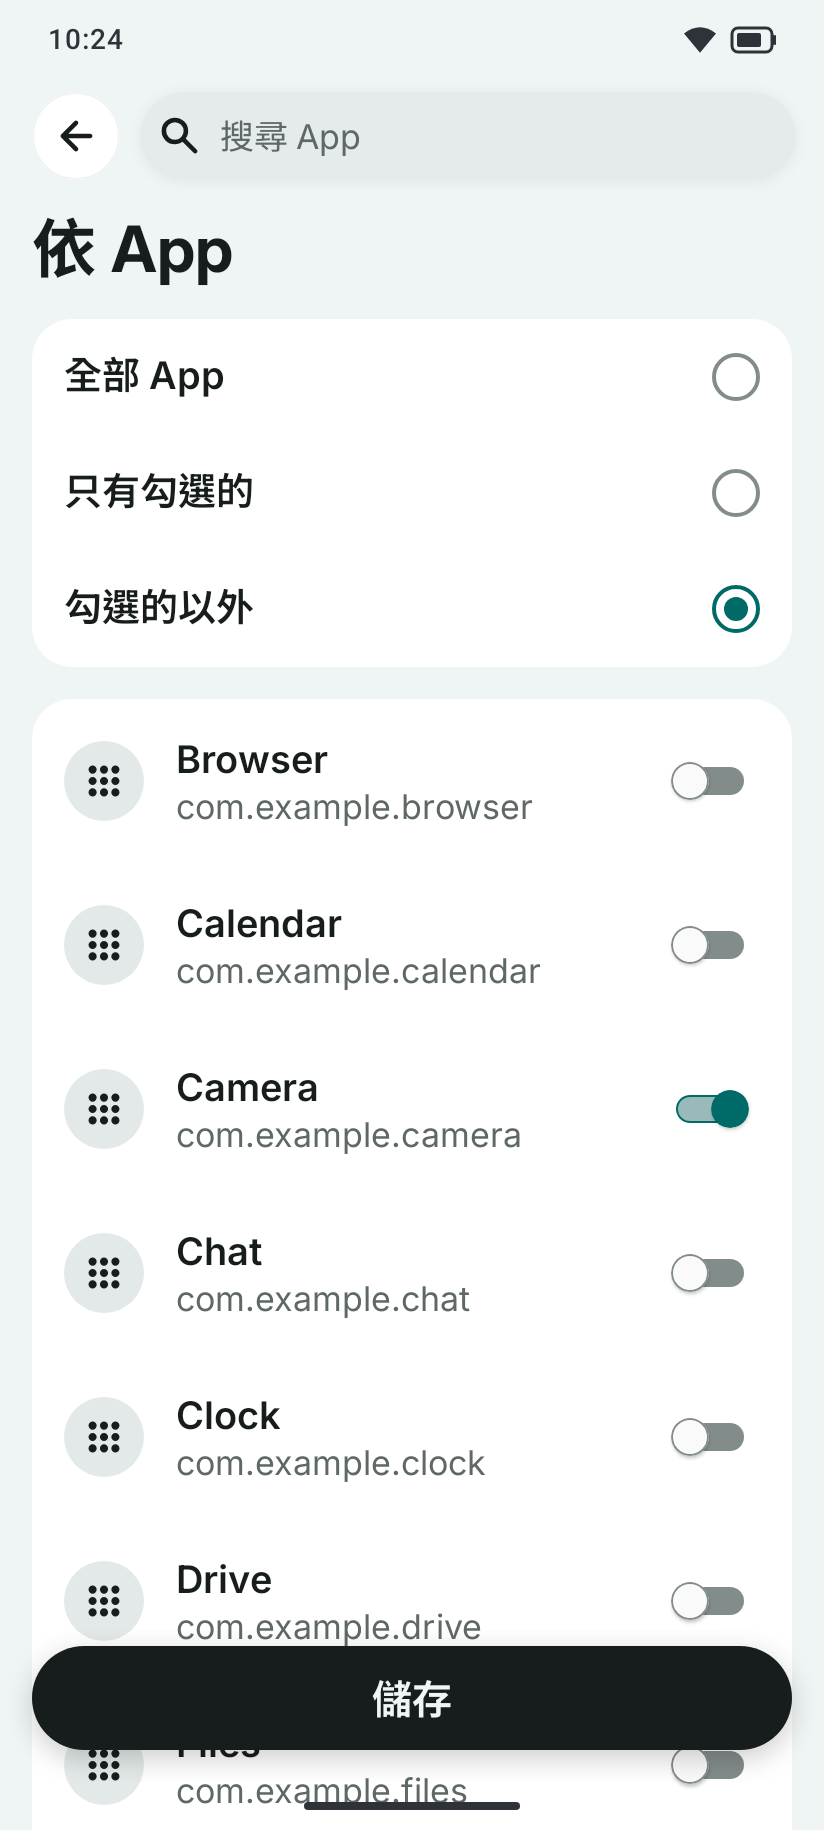 10:24
搜尋 App
依 App
全部 App
只有勾選的
勾選的以外
Browser
com.example.browser
Calendar
com.example.calendar
Camera
com.example.camera
Chat
com.example.chat
Clock
com.example.clock
Drive
com.example.drive
儲存
Files
com.example.files